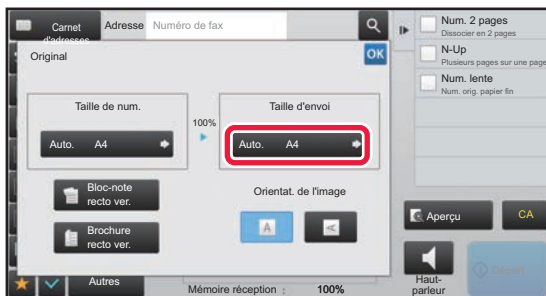 Carnet
d'adresses
Adresse
Numéro de fax
Original
OK
Taille de num.
100%
Taille d'envoi
Auto. A4
Auto. A4
Bloc-note
recto ver.
Orientat. de l'image
Brochure
recto ver.
Autres
Mémoire réception : 100%
Num. 2 pages
Dissocier en 2 pages
N-Up
Plusieurs pages sur une page
Num. lente
Num. orig. papier fin
Aperçu
CA
Haut-
parleur
Départ